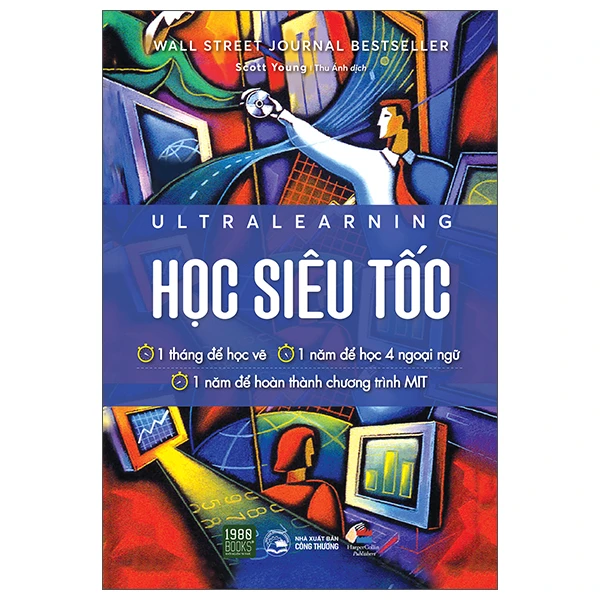 WALL STREET JOURNAL BESTSELLER
Scott Young | Thu Ánh dịch
ULTRALEARNING
HỌC SIÊU TỐC
1 tháng để học vẽ 1 năm để học 4 ngoại ngữ
1 năm để hoàn thành chương trình MIT
1980 BOOKS
NHÀ XUẤT BẢN
CÔNG THƯƠNG
HarperCollins
Publishers